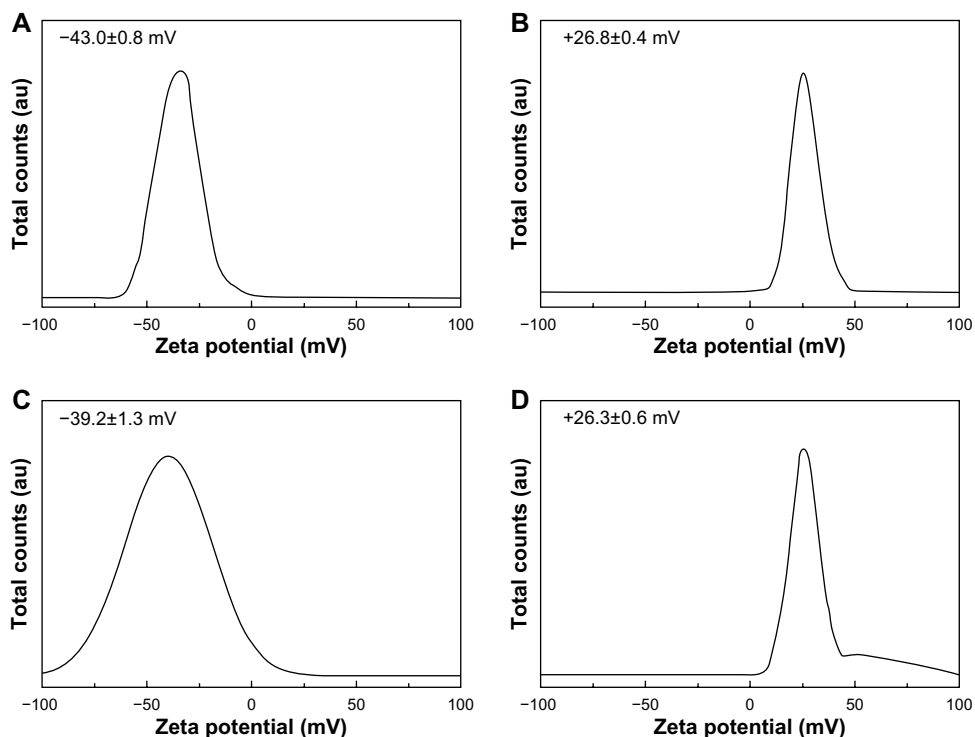 A
−43.0±0.8 mV
Total counts (au)
−100 −50 0 50 100
Zeta potential (mV)
B
+26.8±0.4 mV
Total counts (au)
−100 −50 0 50 100
Zeta potential (mV)
C
−39.2±1.3 mV
Total counts (au)
−100 −50 0 50 100
Zeta potential (mV)
D
+26.3±0.6 mV
Total counts (au)
−100 −50 0 50 100
Zeta potential (mV)